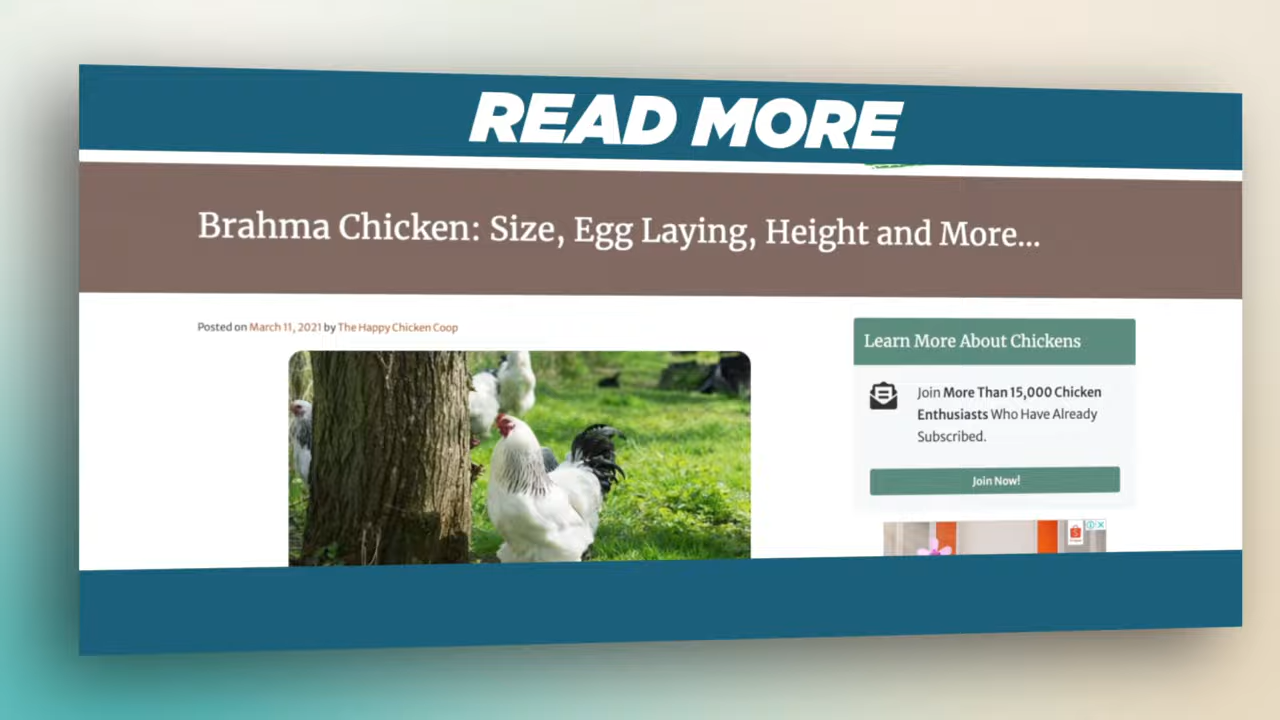 READ MORE
Brahma Chicken: Size, Egg Laying, Height and More...
Posted on March 11, 2021 by The Happy Chicken Coop
Learn More About Chickens
Join More Than 15,000 Chicken
Enthusiasts Who Have Already
Subscribed.
Join Now!